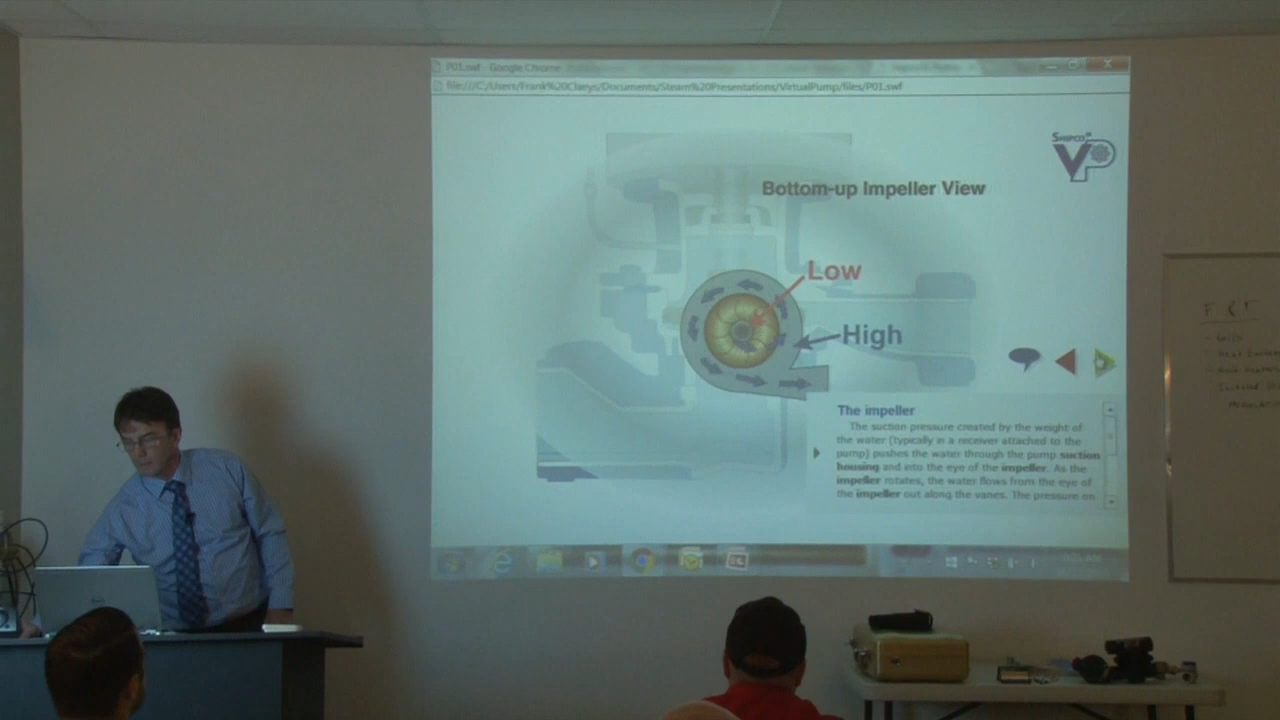 P01.swf - Google Chrome
file:///C:/Users/Frank%20Claeys/Documents/Steam%20Presentations/VirtualPump/files/P01.swf
SHIPCO®
VP
Bottom-up Impeller View
Low
High
The impeller
The suction pressure created by the weight of
the water (typically in a receiver attached to the
pump) pushes the water through the pump suction
housing and into the eye of the impeller. As the
impeller rotates, the water flows from the eye of
the impeller out along the vanes. The pressure on
F & T